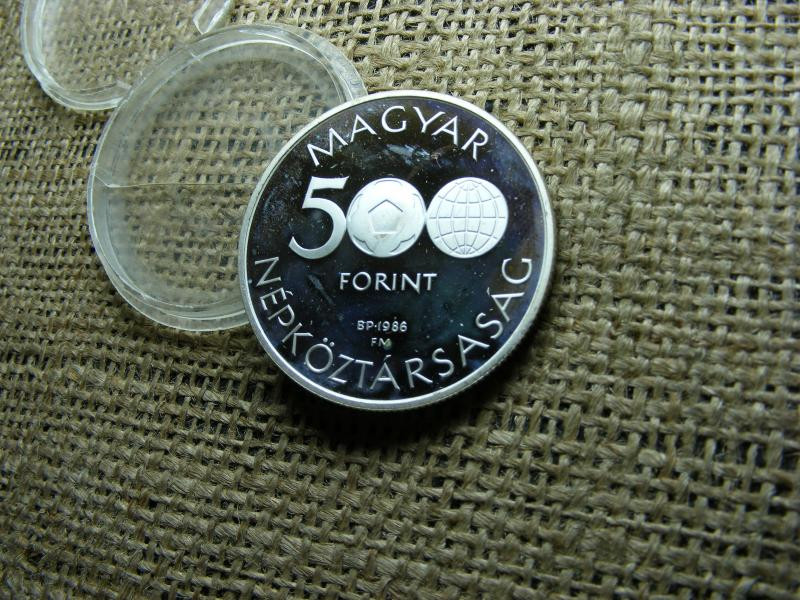 MAGYAR
500
FORINT
BP·1986
FM
NÉPKÖZTÁRSASÁG